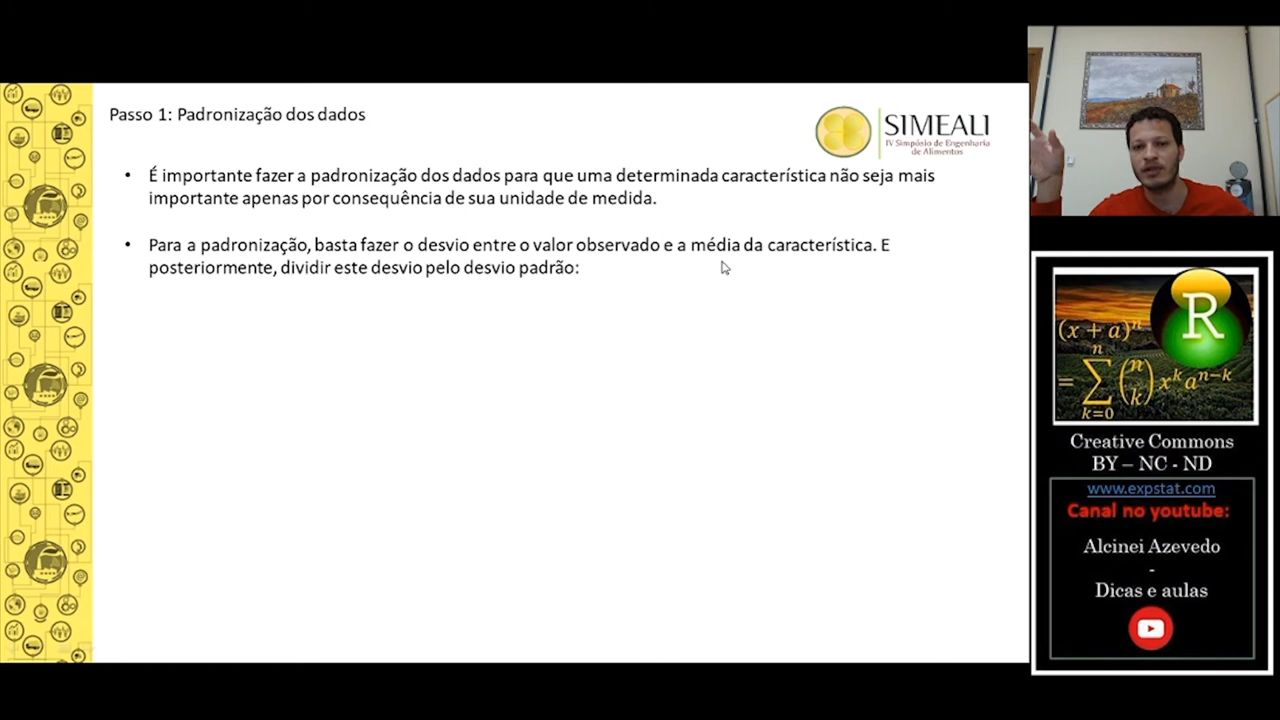 Passo 1: Padronização dos dados
SIMEALI
IV Simpósio de Engenharia
de Alimentos
• É importante fazer a padronização dos dados para que uma determinada característica não seja mais
importante apenas por consequência de sua unidade de medida.
• Para a padronização, basta fazer o desvio entre o valor observado e a média da característica. E
posteriormente, dividir este desvio pelo desvio padrão:
R
(x + a)^n
= ∑_{k=0}^{n} (n k) x^k a^{n−k}
Creative Commons
BY – NC - ND
www.expstat.com
Canal no youtube:
Alcinei Azevedo
-
Dicas e aulas